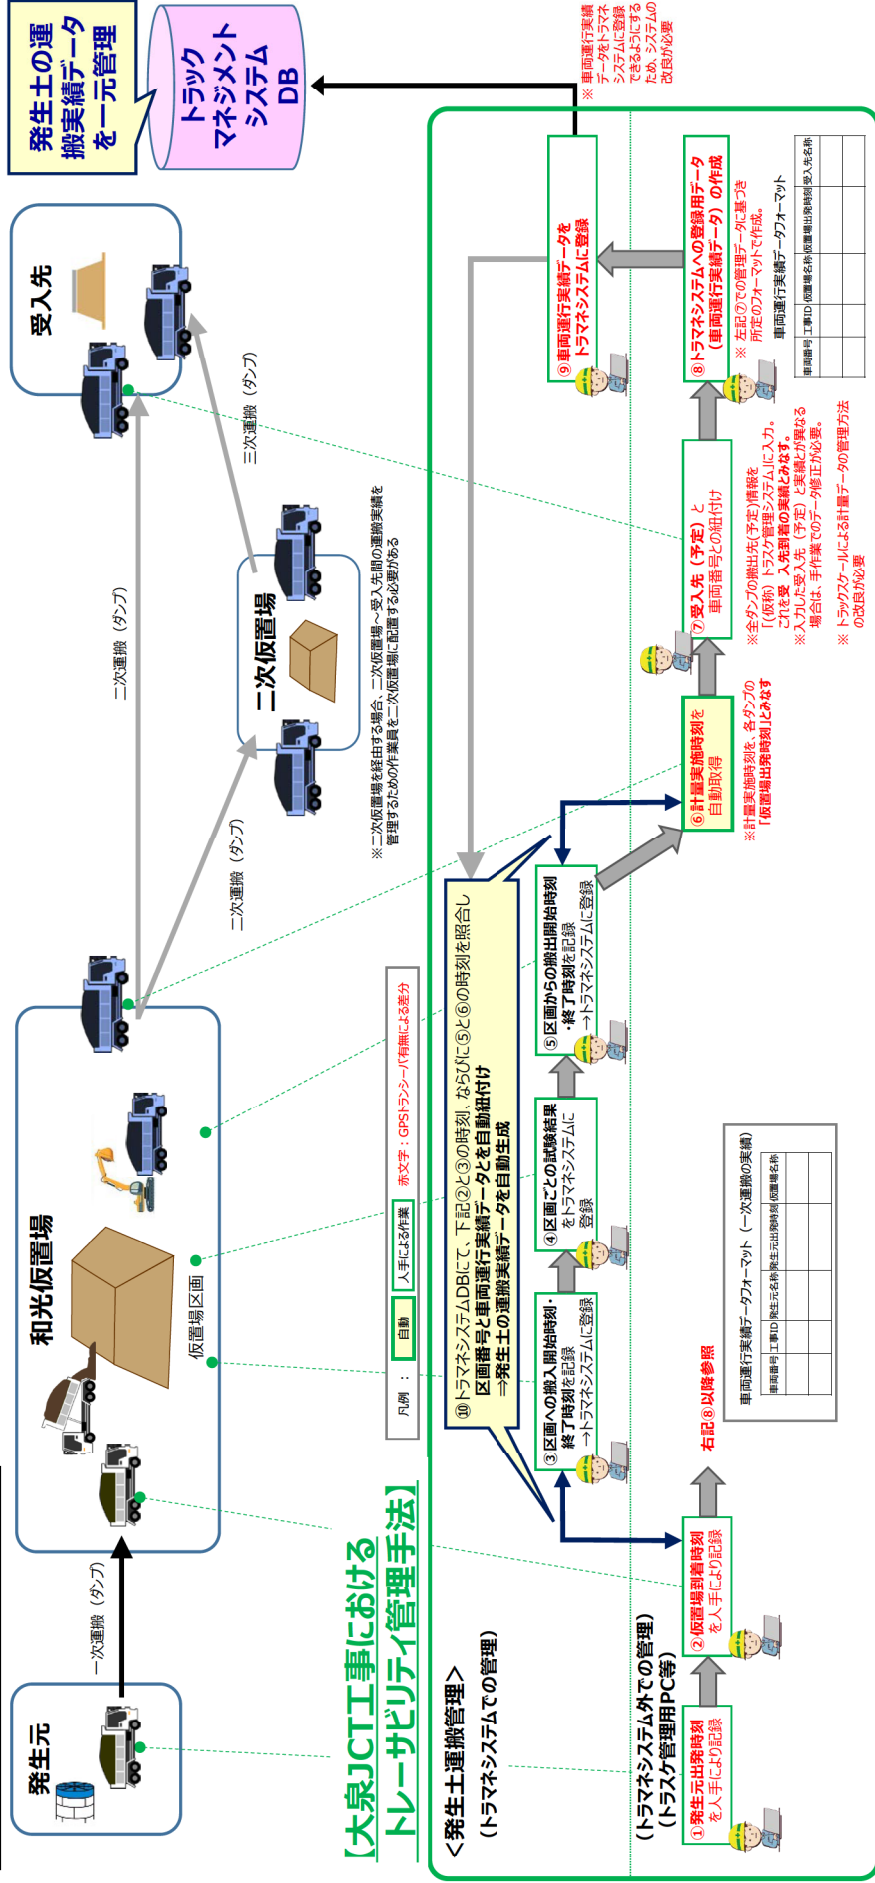 発生元
一次運搬（ダンプ）
和光仮置場
仮置場区画
二次運搬（ダンプ）
二次運搬（ダンプ）
二次仮置場
三次運搬（ダンプ）
受入先
発生土の運
搬実績データ
を一元管理
トラック
マネジメント
システム
DB
※二次仮置場を経由する場合、二次仮置場～受入先間の運搬実績を
管理するための作業員を二次仮置場に配置する必要がある
【大泉JCT工事における
トレーサビリティ管理手法】
凡例 ：
自動
人手による作業
赤文字：GPSトランシーバ有無による差分
※ 車両運行実績
データをトラマネ
システムに登録
できるようにする
ため、システムの
改良が必要
＜発生土運搬管理＞
（トラマネシステムでの管理）
⑩トラマネシステムDBにて、下記②と③の時刻、ならびに⑤と⑥の時刻を照合し
区画番号と車両運行実績データとを自動紐付け
⇒発生土の運搬実績データを自動生成
③区画への搬入開始時刻・
終了時刻を記録
→トラマネシステムに登録
④区画ごとの試験結果
をトラマネシステムに
登録
⑤区画からの搬出開始時刻
・終了時刻を記録
→トラマネシステムに登録
⑨車両運行実績データを
トラマネシステムに登録
（トラマネシステム外での管理）
（トラスケ管理用PC等）
①発生元出発時刻
を人手により記録
②仮置場到着時刻
を人手により記録
右記⑧以降参照
車両運行実績データフォーマット（一次運搬の実績）
車両番号 工事ID 発生元名称 発生元出発時刻 仮置場名称
⑥計量実施時刻を
自動取得
※計量実施時刻を、各ダンプの
「仮置場出発時刻」とみなす
⑦受入先（予定）と
車両番号との紐付け
※全ダンプの搬出先(予定)情報を
「(仮称)トラスケ管理システム」に入力。
これを受 入先到着の実績とみなす。
※入力した受入先（予定）と実績とが異なる
場合は、手作業でのデータ修正が必要。
※ トラックスケールによる計量データの管理方法
の改良が必要
⑧トラマネシステムへの登録用データ
（車両運行実績データ）の作成
※ 左記⑦での管理データに基づき
所定のフォーマットで作成。
車両運行実績データフォーマット
車両番号 工事ID 仮置場名称 仮置場出発時刻 受入先名称